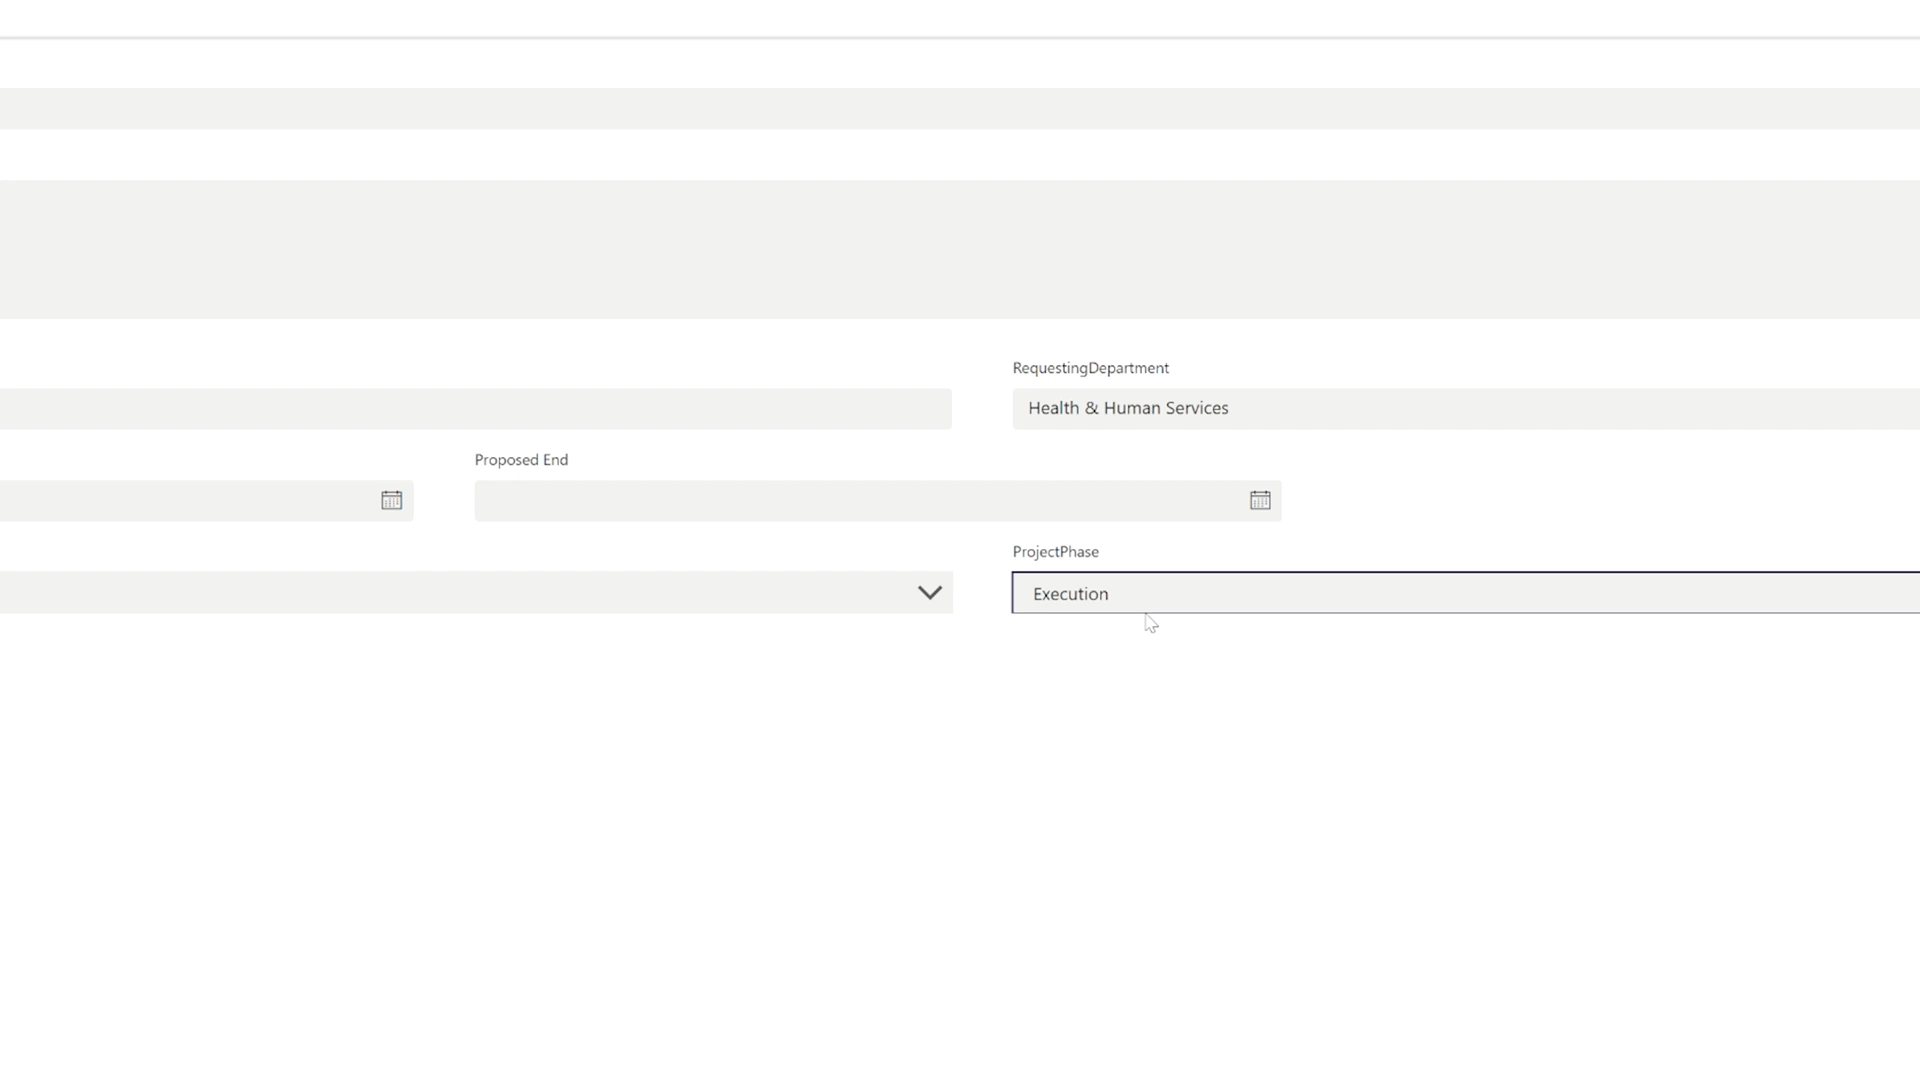 RequestingDepartment
Health & Human Services
Proposed End
ProjectPhase
Execution